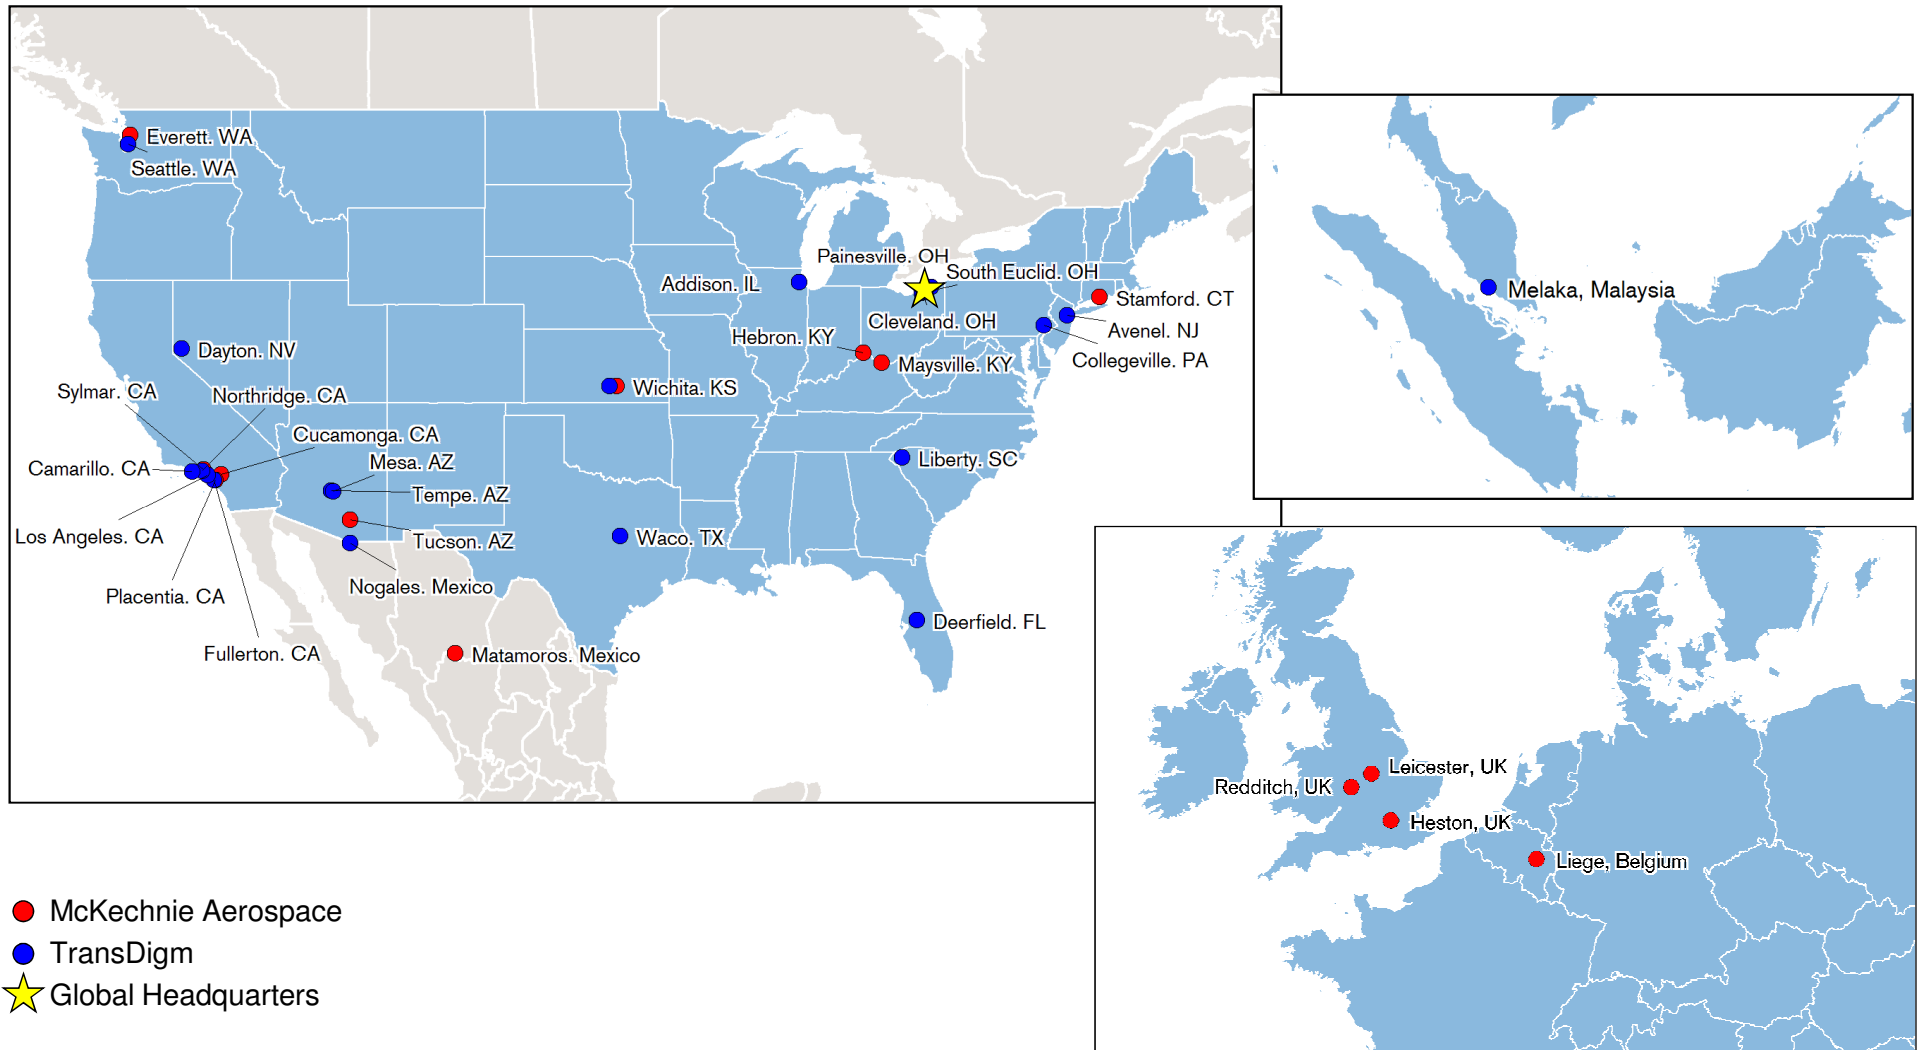 Everett. WA
Seattle. WA
Painesville. OH
South Euclid. OH
Addison. IL
Stamford. CT
Cleveland. OH
Avenel. NJ
Hebron. KY
Dayton. NV
Collegeville. PA
Maysville. KY
Wichita. KS
Sylmar. CA
Northridge. CA
Cucamonga. CA
Mesa. AZ
Camarillo. CA
Liberty. SC
Tempe. AZ
Los Angeles. CA
Waco. TX
Tucson. AZ
Nogales. Mexico
Placentia. CA
Deerfield. FL
Fullerton. CA
Matamoros. Mexico
Melaka, Malaysia
Leicester, UK
Redditch, UK
Heston, UK
Liege, Belgium
McKechnie Aerospace
TransDigm
Global Headquarters